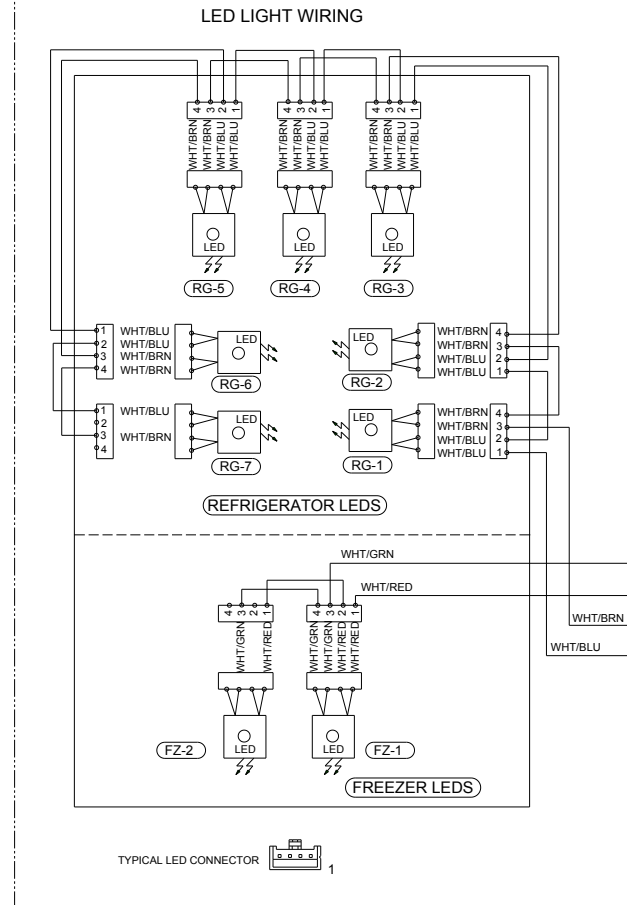 LED LIGHT WIRING
4 3 2 1
4 3 2 1
4 3 2 1
WHT/BRN
WHT/BRN
WHT/BLU
WHT/BLU
WHT/BRN
WHT/BRN
WHT/BLU
WHT/BLU
WHT/BRN
WHT/BRN
WHT/BLU
WHT/BLU
LED
LED
LED
RG-5
RG-4
RG-3
1 WHT/BLU
2 WHT/BLU
3 WHT/BRN
4 WHT/BRN
LED
RG-6
LED
RG-2
WHT/BRN 4
WHT/BRN 3
WHT/BLU 2
WHT/BLU 1
1 WHT/BLU
2
3 WHT/BRN
4
LED
RG-7
LED
RG-1
WHT/BRN 4
WHT/BRN 3
WHT/BLU 2
WHT/BLU 1
REFRIGERATOR LEDS
WHT/GRN
WHT/RED
WHT/BRN
WHT/BLU
4 3 2 1
4 3 2 1
WHT/GRN
WHT/RED
WHT/GRN
WHT/GRN
WHT/RED
WHT/RED
FZ-2
LED
LED
FZ-1
FREEZER LEDS
TYPICAL LED CONNECTOR
1